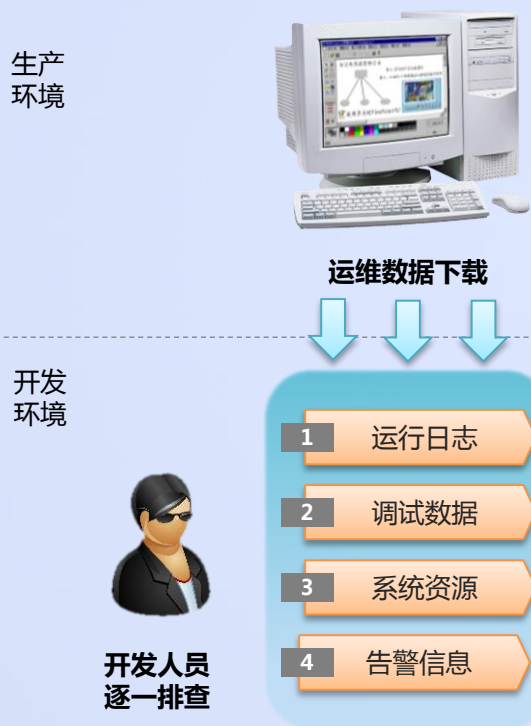 生产
环境
运维数据下载
开发
环境
1 运行日志
2 调试数据
3 系统资源
4 告警信息
开发人员
逐一排查